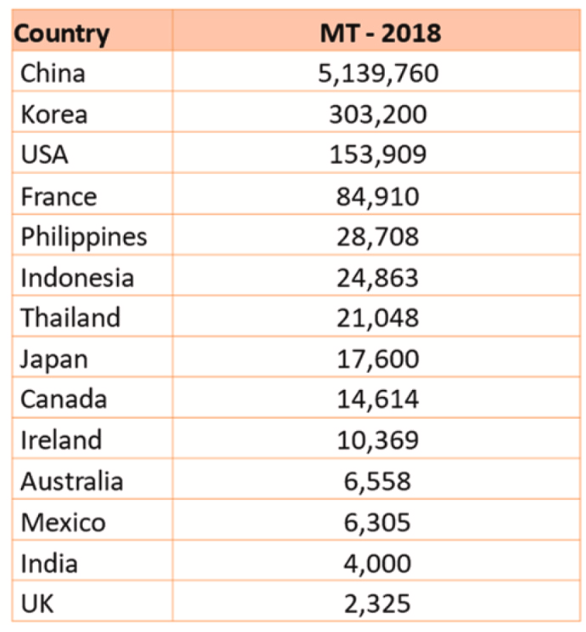 Country MT - 2018
China 5,139,760
Korea 303,200
USA 153,909
France 84,910
Philippines 28,708
Indonesia 24,863
Thailand 21,048
Japan 17,600
Canada 14,614
Ireland 10,369
Australia 6,558
Mexico 6,305
India 4,000
UK 2,325